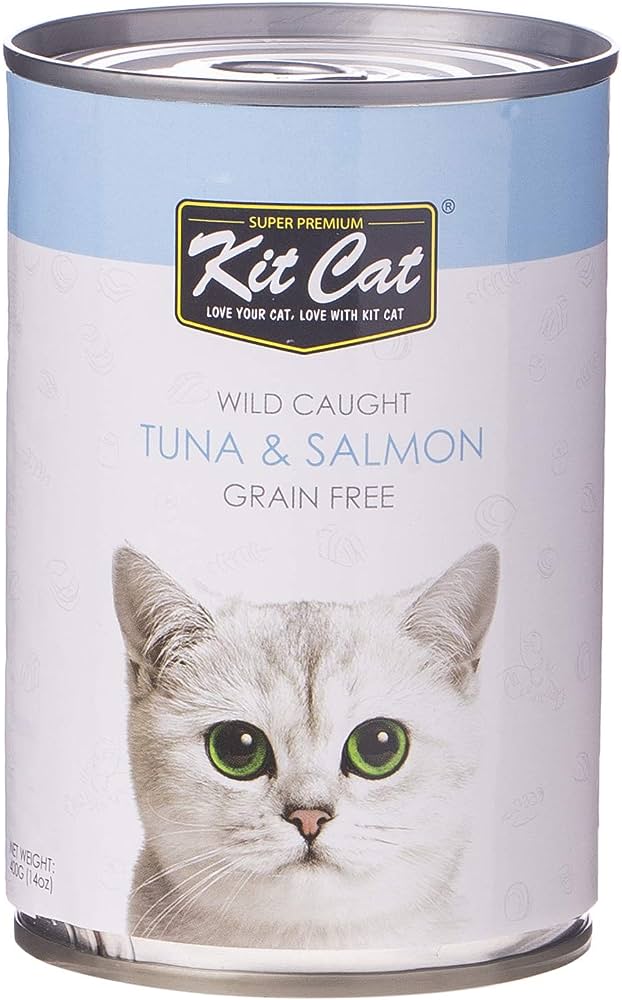 SUPER PREMIUM
Kit Cat ®
LOVE YOUR CAT, LOVE WITH KIT CAT
WILD CAUGHT
TUNA & SALMON
GRAIN FREE
NET WEIGHT:
400G (14oz)